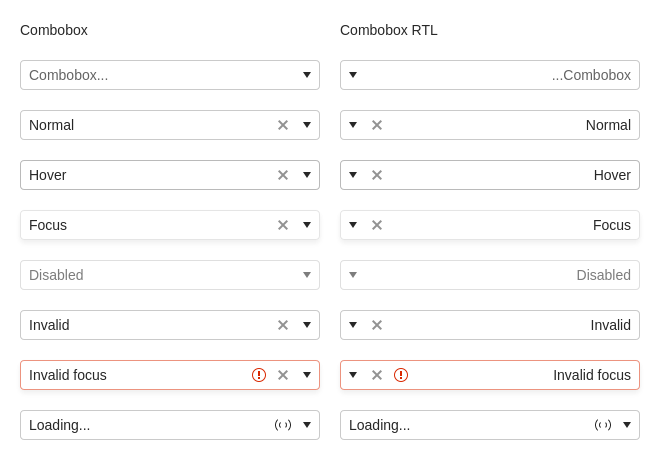 Combobox
Combobox...
Normal
Hover
Focus
Disabled
Invalid
Invalid focus
Loading...
Combobox RTL
...Combobox
Normal
Hover
Focus
Disabled
Invalid
Invalid focus
Loading...